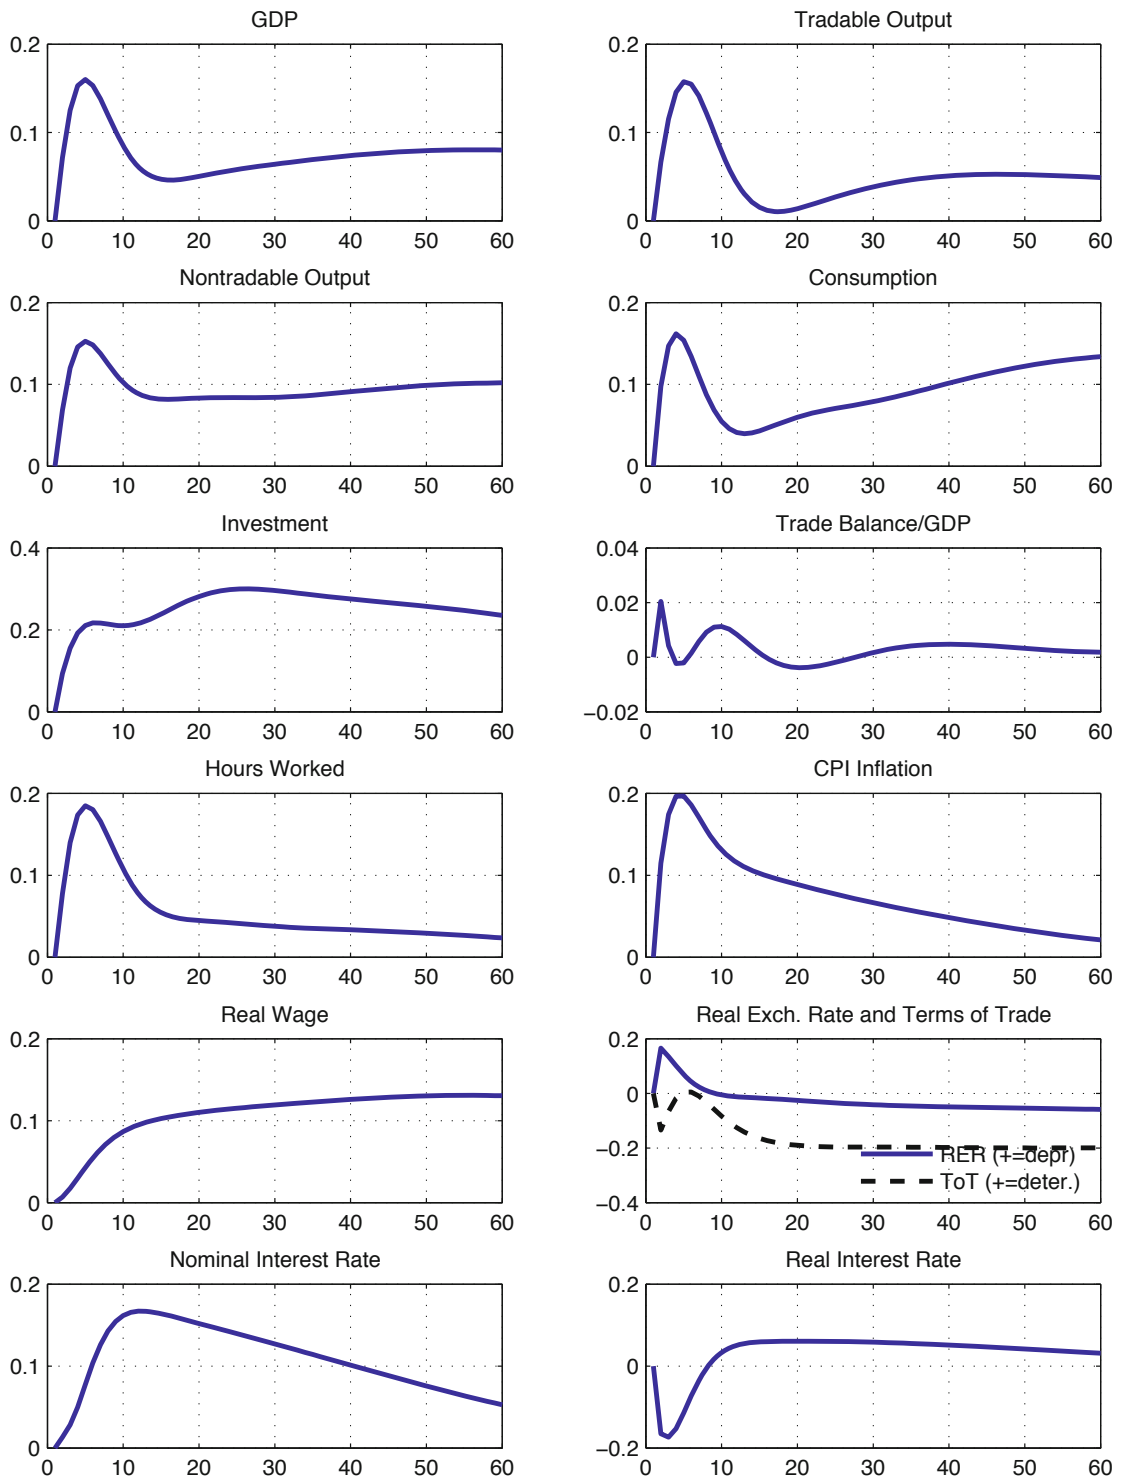 GDP
0.2
0.1
0
0 10 20 30 40 50 60
Tradable Output
0.2
0.1
0
0 10 20 30 40 50 60
Nontradable Output
0.2
0.1
0
0 10 20 30 40 50 60
Consumption
0.2
0.1
0
0 10 20 30 40 50 60
Investment
0.4
0.2
0
0 10 20 30 40 50 60
Trade Balance/GDP
0.04
0.02
0
−0.02
0 10 20 30 40 50 60
Hours Worked
0.2
0.1
0
0 10 20 30 40 50 60
CPI Inflation
0.2
0.1
0
0 10 20 30 40 50 60
Real Wage
0.2
0.1
0
0 10 20 30 40 50 60
Real Exch. Rate and Terms of Trade
0.2
0
−0.2
−0.4
RER (+=depr)
ToT (+=deter.)
0 10 20 30 40 50 60
Nominal Interest Rate
0.2
0.1
0
0 10 20 30 40 50 60
Real Interest Rate
0.2
0
−0.2
0 10 20 30 40 50 60